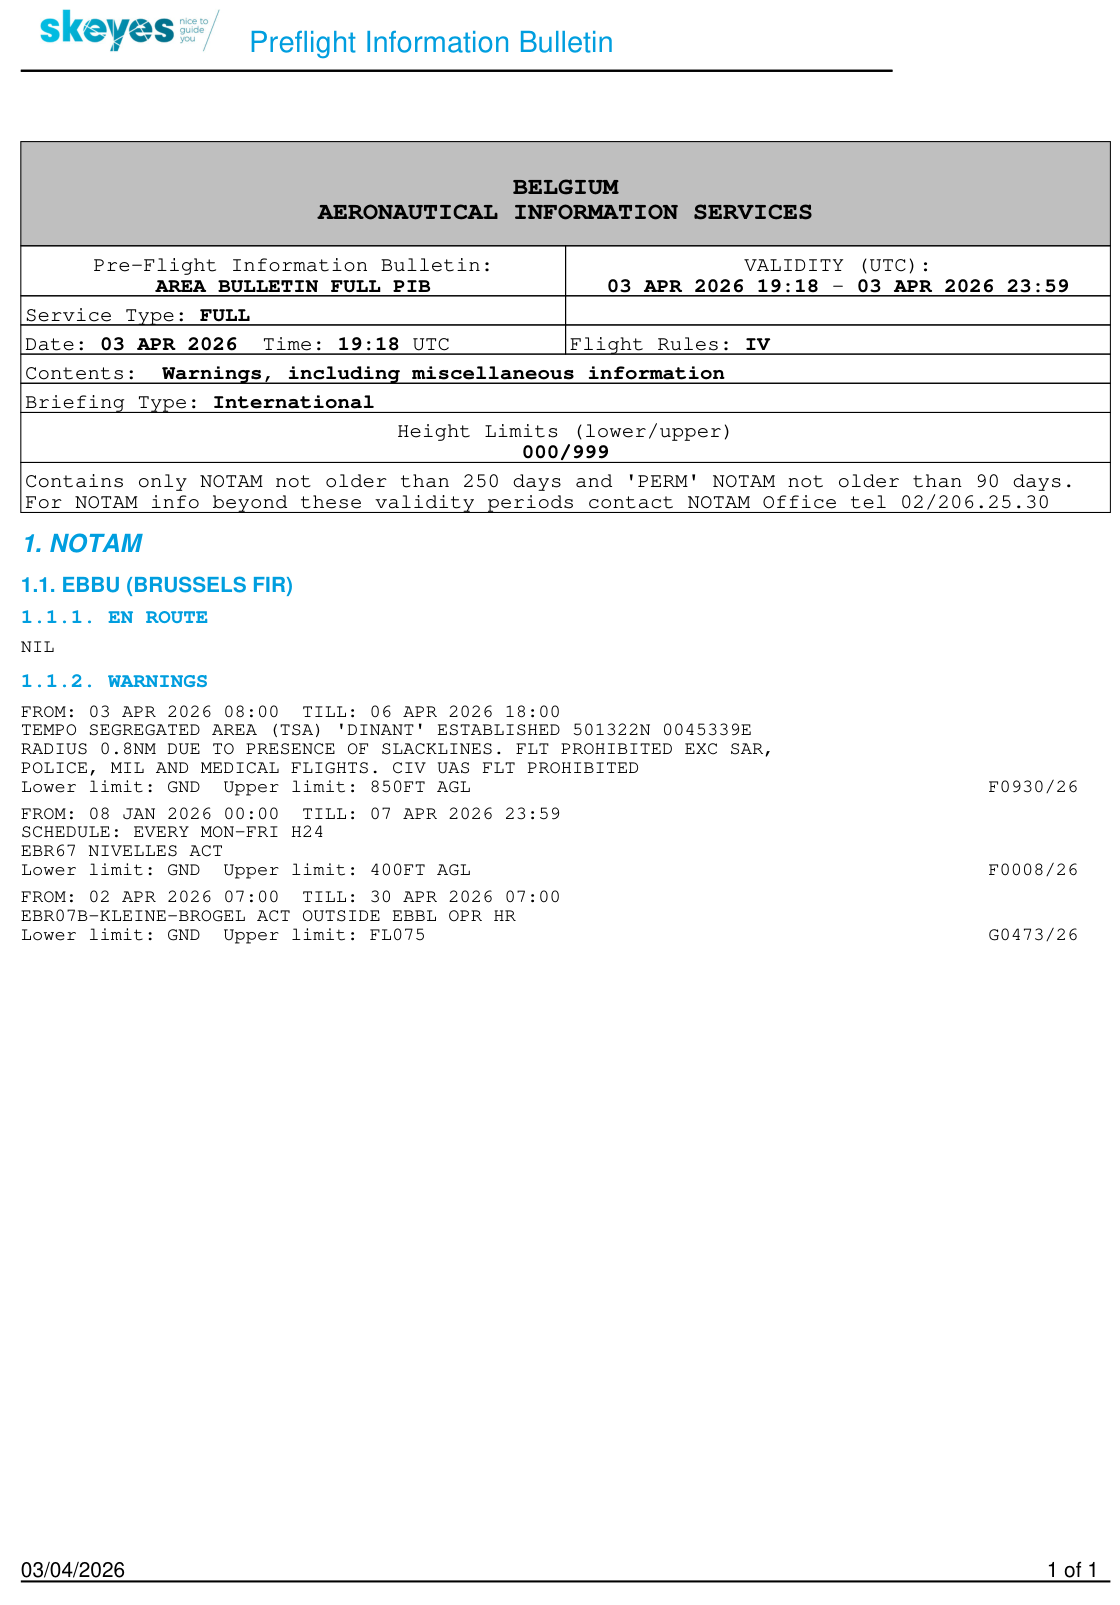 skeyes nice to guide you
Preflight Information Bulletin
BELGIUM
AERONAUTICAL INFORMATION SERVICES
Pre-Flight Information Bulletin:
AREA BULLETIN FULL PIB
VALIDITY (UTC):
03 APR 2026 19:18 - 03 APR 2026 23:59
Service Type: FULL
Date: 03 APR 2026 Time: 19:18 UTC
Flight Rules: IV
Contents: Warnings, including miscellaneous information
Briefing Type: International
Height Limits (lower/upper)
000/999
Contains only NOTAM not older than 250 days and 'PERM' NOTAM not older than 90 days.
For NOTAM info beyond these validity periods contact NOTAM Office tel 02/206.25.30
1. NOTAM
1.1. EBBU (BRUSSELS FIR)
1.1.1. EN ROUTE
NIL
1.1.2. WARNINGS
FROM: 03 APR 2026 08:00 TILL: 06 APR 2026 18:00
TEMPO SEGREGATED AREA (TSA) 'DINANT' ESTABLISHED 501322N 0045339E
RADIUS 0.8NM DUE TO PRESENCE OF SLACKLINES. FLT PROHIBITED EXC SAR,
POLICE, MIL AND MEDICAL FLIGHTS. CIV UAS FLT PROHIBITED
Lower limit: GND Upper limit: 850FT AGL F0930/26
FROM: 08 JAN 2026 00:00 TILL: 07 APR 2026 23:59
SCHEDULE: EVERY MON-FRI H24
EBR67 NIVELLES ACT
Lower limit: GND Upper limit: 400FT AGL F0008/26
FROM: 02 APR 2026 07:00 TILL: 30 APR 2026 07:00
EBR07B-KLEINE-BROGEL ACT OUTSIDE EBBL OPR HR
Lower limit: GND Upper limit: FL075 G0473/26
03/04/2026 1 of 1